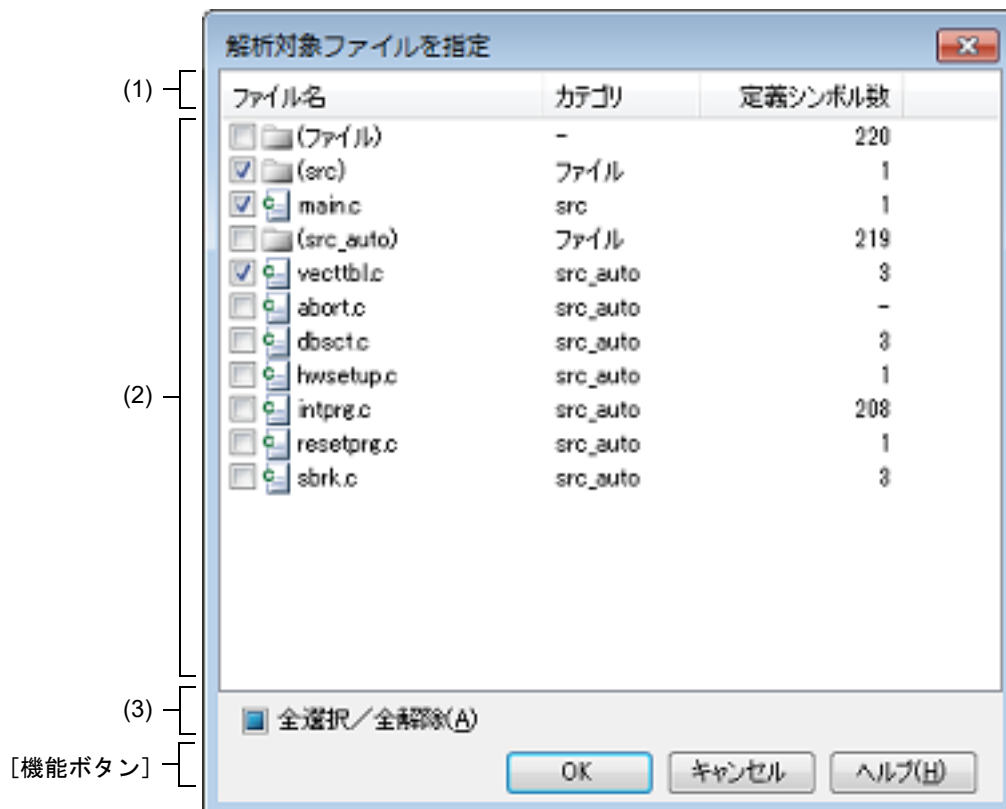 解析対象ファイルを指定
(1) ファイル名 カテゴリ 定義シンボル数
(ファイル) - 220
(src) ファイル 1
main.c src 1
(src_auto) ファイル 219
vecttbl.c src_auto 3
abort.c src_auto -
dbsct.c src_auto 3
hwsetup.c src_auto 1
(2) intprg.c src_auto 208
resetprg.c src_auto 1
sbrk.c src_auto 3
(3) 全選択／全解除(A)
［機能ボタン］ OK キャンセル ヘルプ(H)